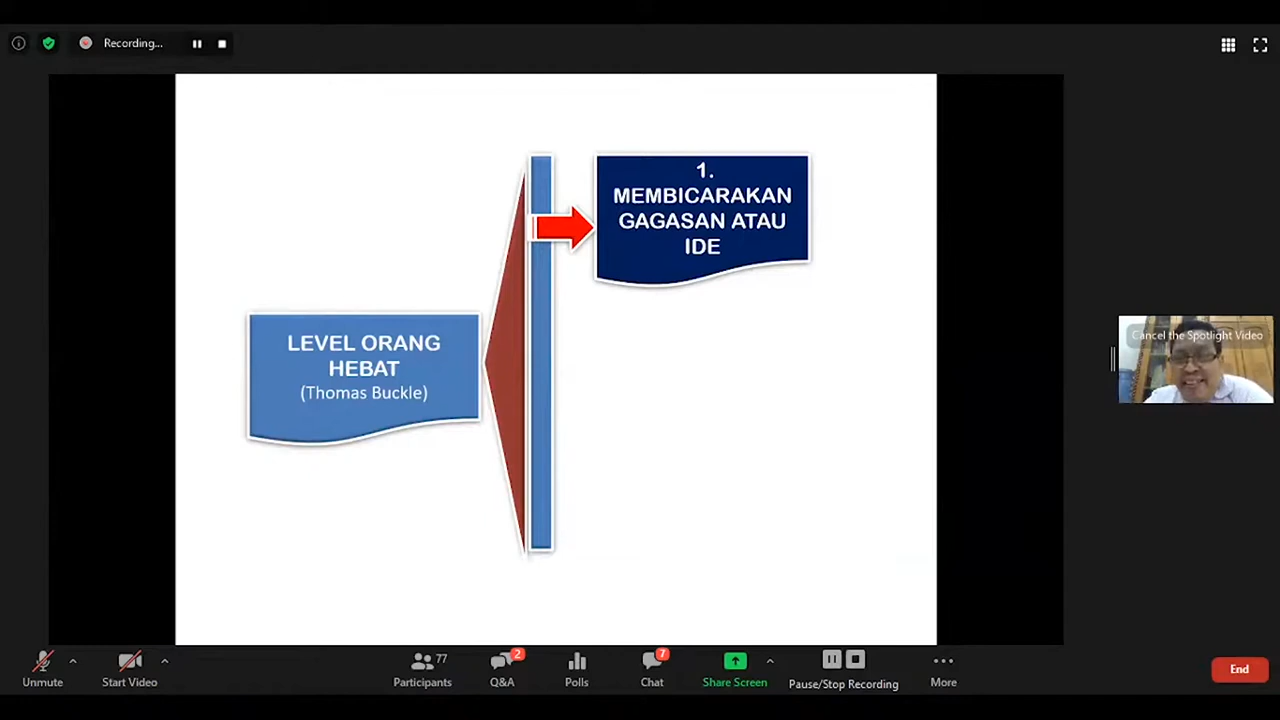 Recording...
1.
MEMBICARAKAN
GAGASAN ATAU
IDE
LEVEL ORANG
HEBAT
(Thomas Buckle)
Cancel the Spotlight Video
Unmute
Start Video
77
Participants
2
Q&A
Polls
7
Chat
Share Screen
Pause/Stop Recording
More
End